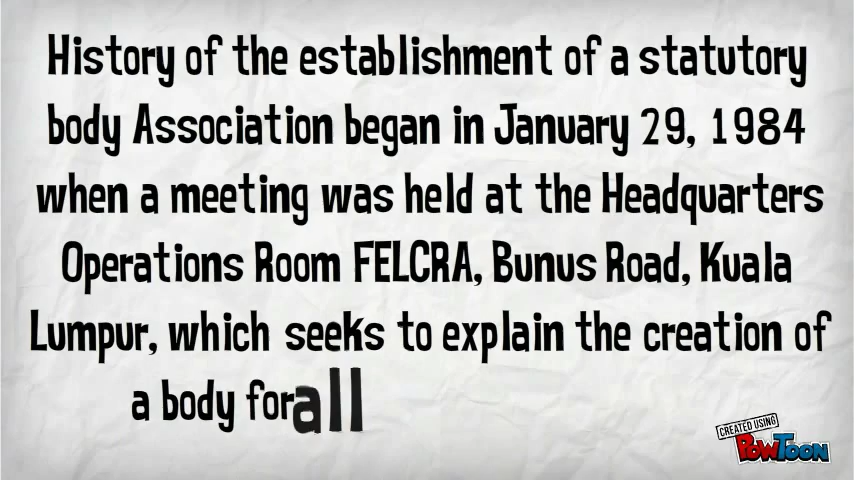 History of the establishment of a statutory
body Association began in January 29, 1984
when a meeting was held at the Headquarters
Operations Room FELCRA, Bunus Road, Kuala
Lumpur, which seeks to explain the creation of
a body for all
CREATED USING
POWTOON